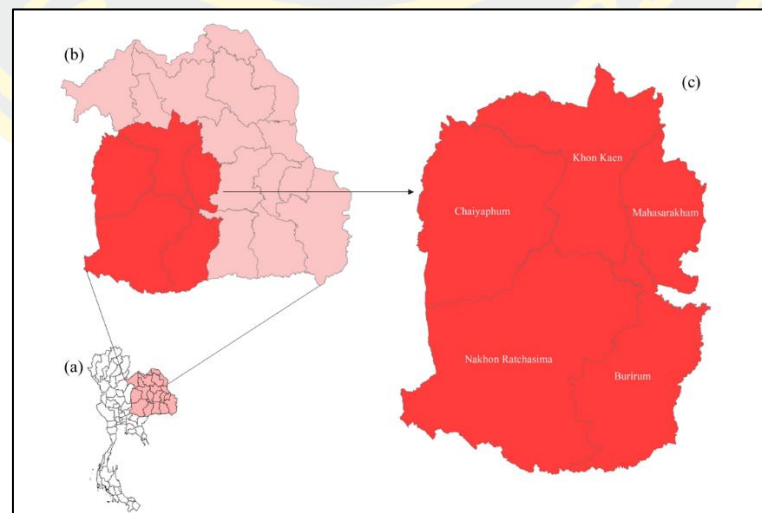 (b)
(c)
Khon Kaen
Chaiyaphum
Mahasarakham
(a)
Nakhon Ratchasima
Burirum